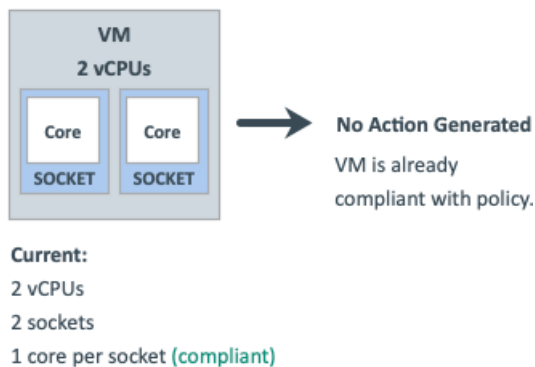 VM
2 vCPUs
Core Core
SOCKET SOCKET
No Action Generated
VM is already
compliant with policy.
Current:
2 vCPUs
2 sockets
1 core per socket (compliant)